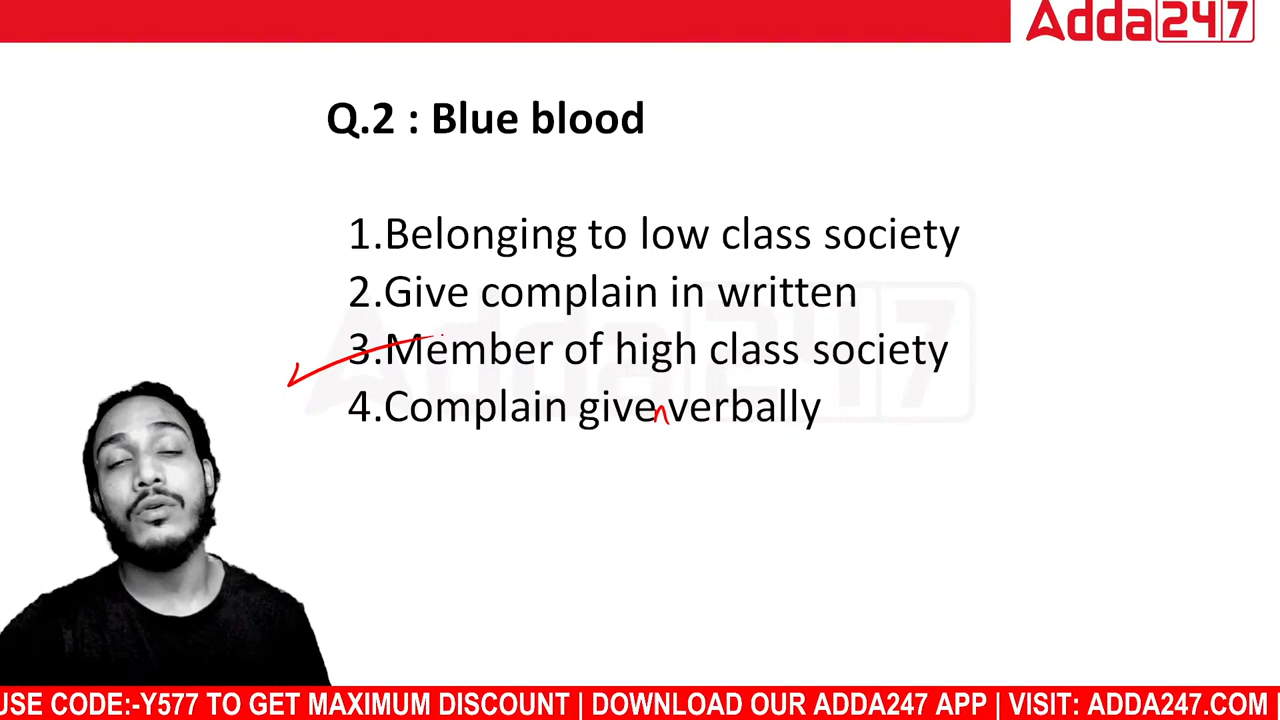 Adda247
Q.2 : Blue blood
1.Belonging to low class society
2.Give complain in written
3.Member of high class society
4.Complain given verbally
Adda247
USE CODE:-Y577 TO GET MAXIMUM DISCOUNT | DOWNLOAD OUR ADDA247 APP | VISIT: ADDA247.COM